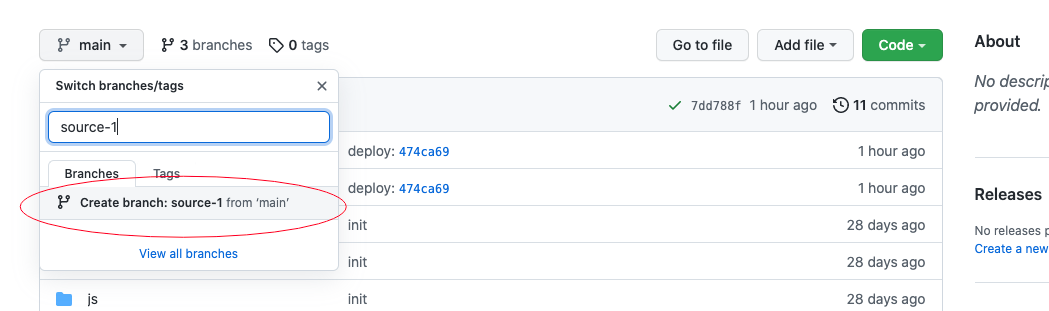 main 3 branches 0 tags Go to file Add file Code
Switch branches/tags
source-1
Branches Tags
Create branch: source-1 from ‘main’
View all branches
7dd788f 1 hour ago 11 commits
deploy: 474ca69 1 hour ago
deploy: 474ca69 1 hour ago
init 28 days ago
init 28 days ago
js init 28 days ago
About
No descrip
provided.
Releases
No releases p
Create a new